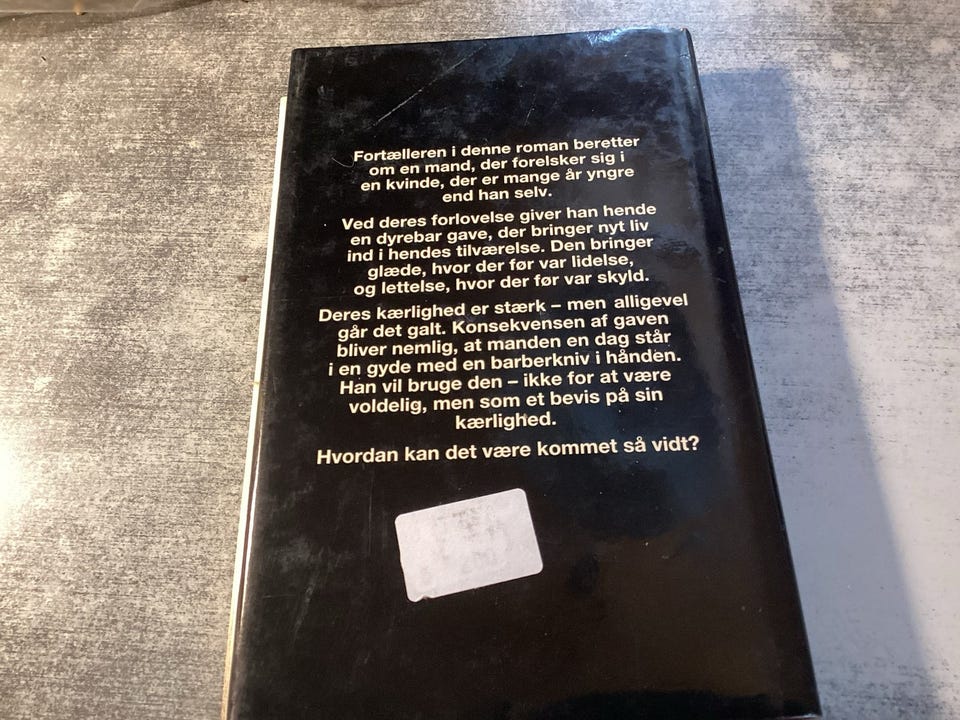 Fortælleren i denne roman beretter
om en mand, der forelsker sig i
en kvinde, der er mange år yngre
end han selv.
Ved deres forlovelse giver han hende
en dyrebar gave, der bringer nyt liv
ind i hendes tilværelse. Den bringer
glæde, hvor der før var lidelse,
og lettelse, hvor der før var skyld.
Deres kærlighed er stærk – men alligevel
går det galt. Konsekvensen af gaven
bliver nemlig, at manden en dag står
i en gyde med en barberkniv i hånden.
Han vil bruge den – ikke for at være
voldelig, men som et bevis på sin
kærlighed.
Hvordan kan det være kommet så vidt?